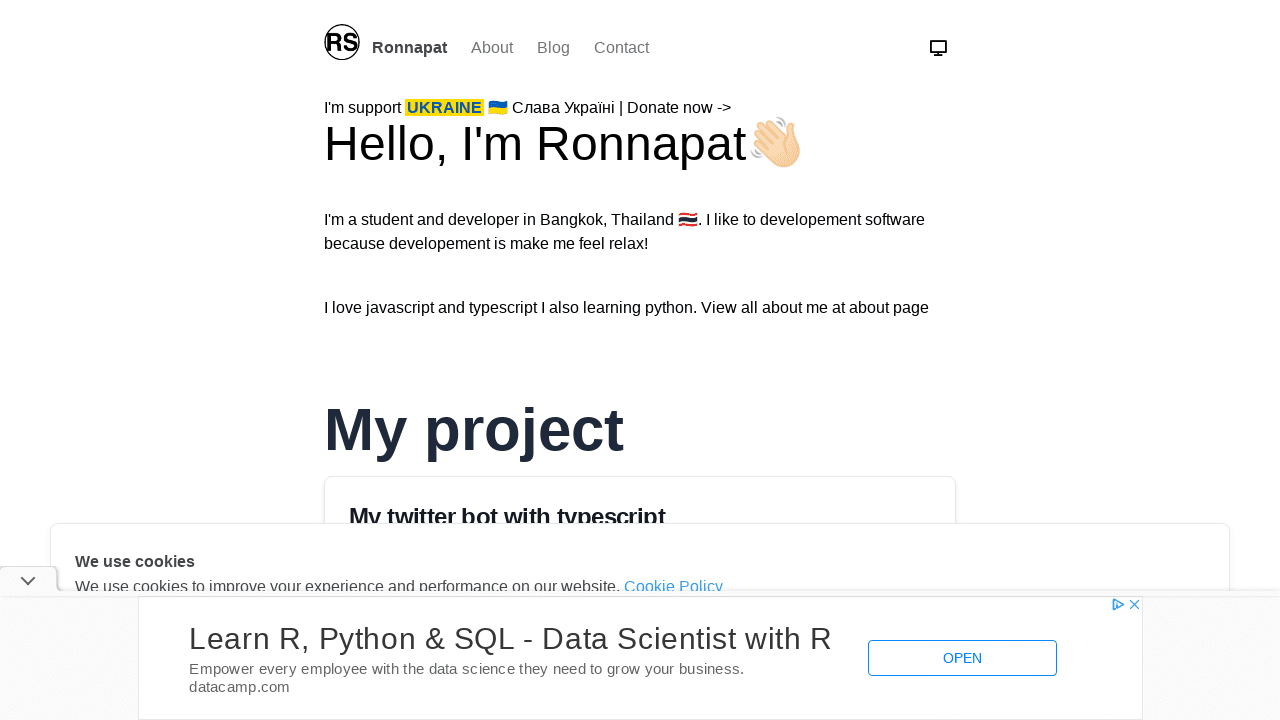 RS
Ronnapat About Blog Contact
I'm support UKRAINE 🇺🇦 Слава Україні | Donate now ->
Hello, I'm Ronnapat👋🏻
I'm a student and developer in Bangkok, Thailand 🇹🇭. I like to developement software
because developement is make me feel relax!
I love javascript and typescript I also learning python. View all about me at about page
My project
My twitter bot with typescript
We use cookies
We use cookies to improve your experience and performance on our website. Cookie Policy
Learn R, Python & SQL - Data Scientist with R
Empower every employee with the data science they need to grow your business.
datacamp.com
OPEN